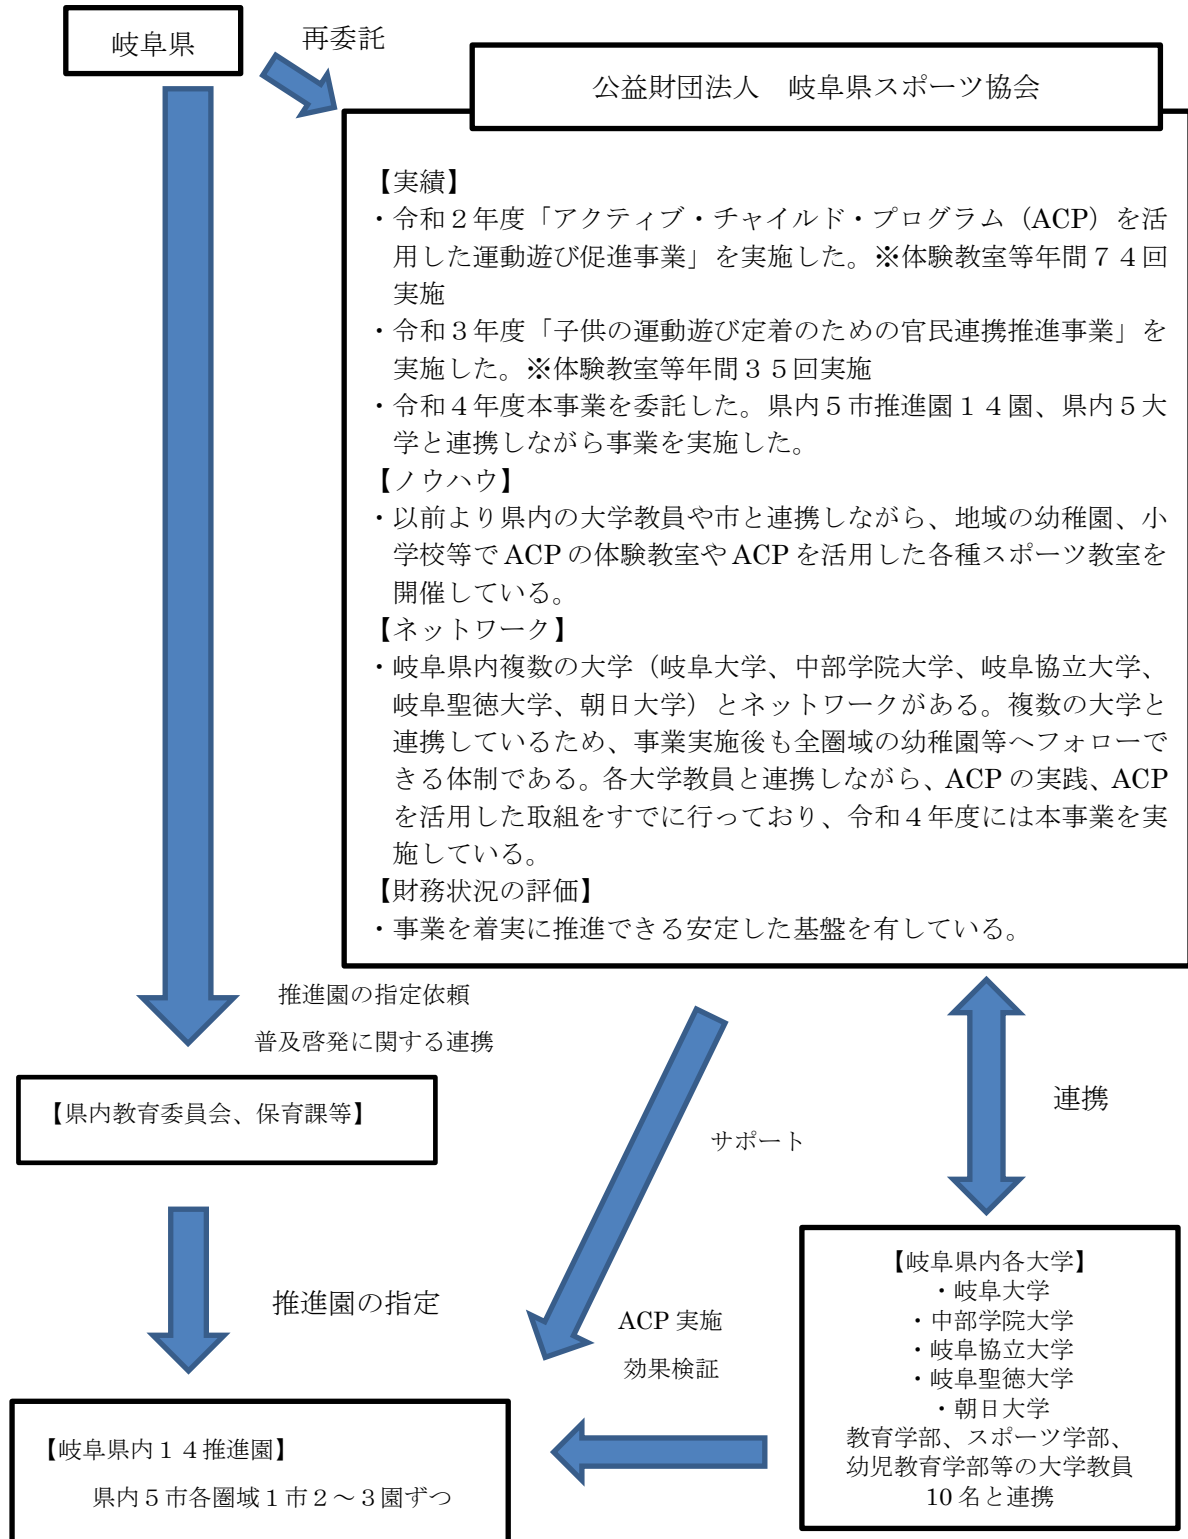 岐阜県
再委託
公益財団法人　岐阜県スポーツ協会
【実績】
・令和２年度「アクティブ・チャイルド・プログラム（ACP）を活
用した運動遊び促進事業」を実施した。※体験教室等年間７４回
実施
・令和３年度「子供の運動遊び定着のための官民連携推進事業」を
実施した。※体験教室等年間３５回実施
・令和４年度本事業を委託した。県内５市推進園１４園、県内５大
学と連携しながら事業を実施した。
【ノウハウ】
・以前より県内の大学教員や市と連携しながら、地域の幼稚園、小
学校等で ACP の体験教室や ACP を活用した各種スポーツ教室を
開催している。
【ネットワーク】
・岐阜県内複数の大学（岐阜大学、中部学院大学、岐阜協立大学、
岐阜聖徳大学、朝日大学）とネットワークがある。複数の大学と
連携しているため、事業実施後も全圏域の幼稚園等へフォローで
きる体制である。各大学教員と連携しながら、ACP の実践、ACP
を活用した取組をすでに行っており、令和４年度には本事業を実
施している。
【財務状況の評価】
・事業を着実に推進できる安定した基盤を有している。
推進園の指定依頼
普及啓発に関する連携
【県内教育委員会、保育課等】
サポート
連携
推進園の指定
ACP 実施
効果検証
【岐阜県内各大学】
・岐阜大学
・中部学院大学
・岐阜協立大学
・岐阜聖徳大学
・朝日大学
教育学部、スポーツ学部、
幼児教育学部等の大学教員
10 名と連携
【岐阜県内１４推進園】
県内５市各圏域１市２～３園ずつ